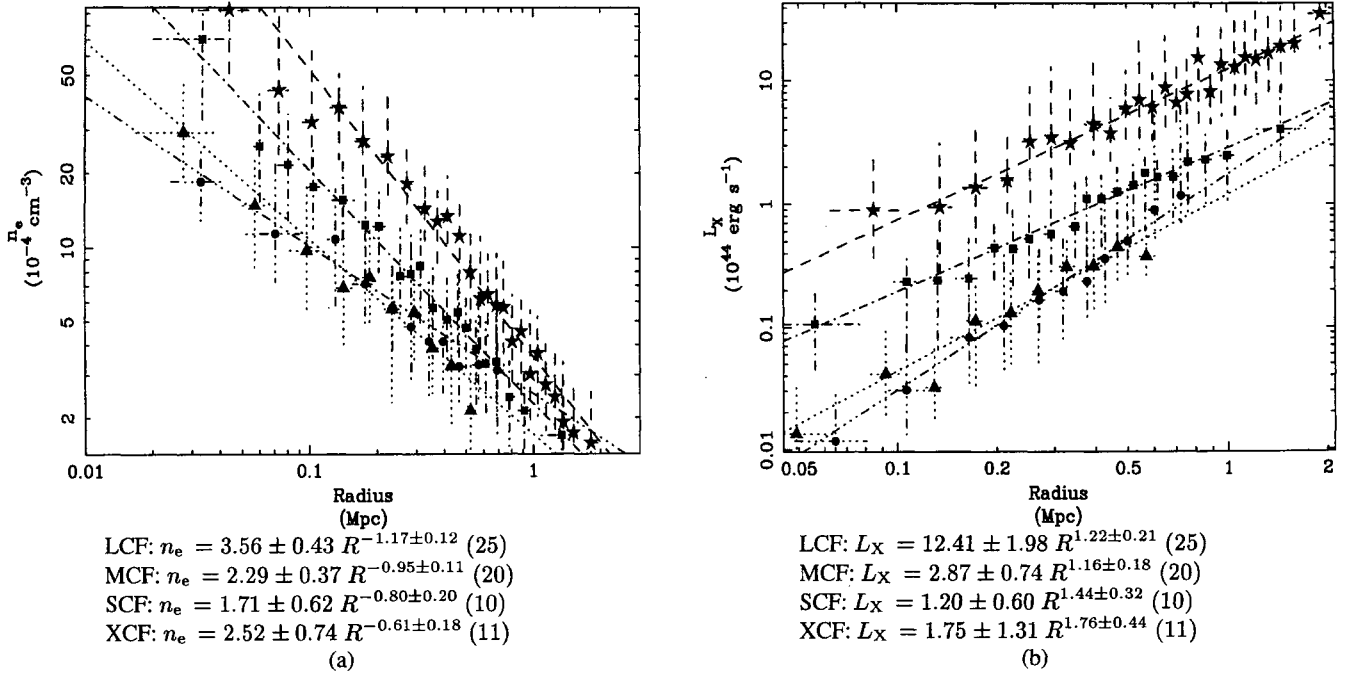 50
20
10
5
2
n_e
(10^-4 cm^-3)
0.01 0.1 1
Radius
(Mpc)
LCF: n_e = 3.56 ± 0.43 R^−1.17±0.12 (25)
MCF: n_e = 2.29 ± 0.37 R^−0.95±0.11 (20)
SCF: n_e = 1.71 ± 0.62 R^−0.80±0.20 (10)
XCF: n_e = 2.52 ± 0.74 R^−0.61±0.18 (11)
(a)
10
1
0.1
0.01
L_X
(10^44 erg s^-1)
0.05 0.1 0.2 0.5 1 2
Radius
(Mpc)
LCF: L_X = 12.41 ± 1.98 R^1.22±0.21 (25)
MCF: L_X = 2.87 ± 0.74 R^1.16±0.18 (20)
SCF: L_X = 1.20 ± 0.60 R^1.44±0.32 (10)
XCF: L_X = 1.75 ± 1.31 R^1.76±0.44 (11)
(b)